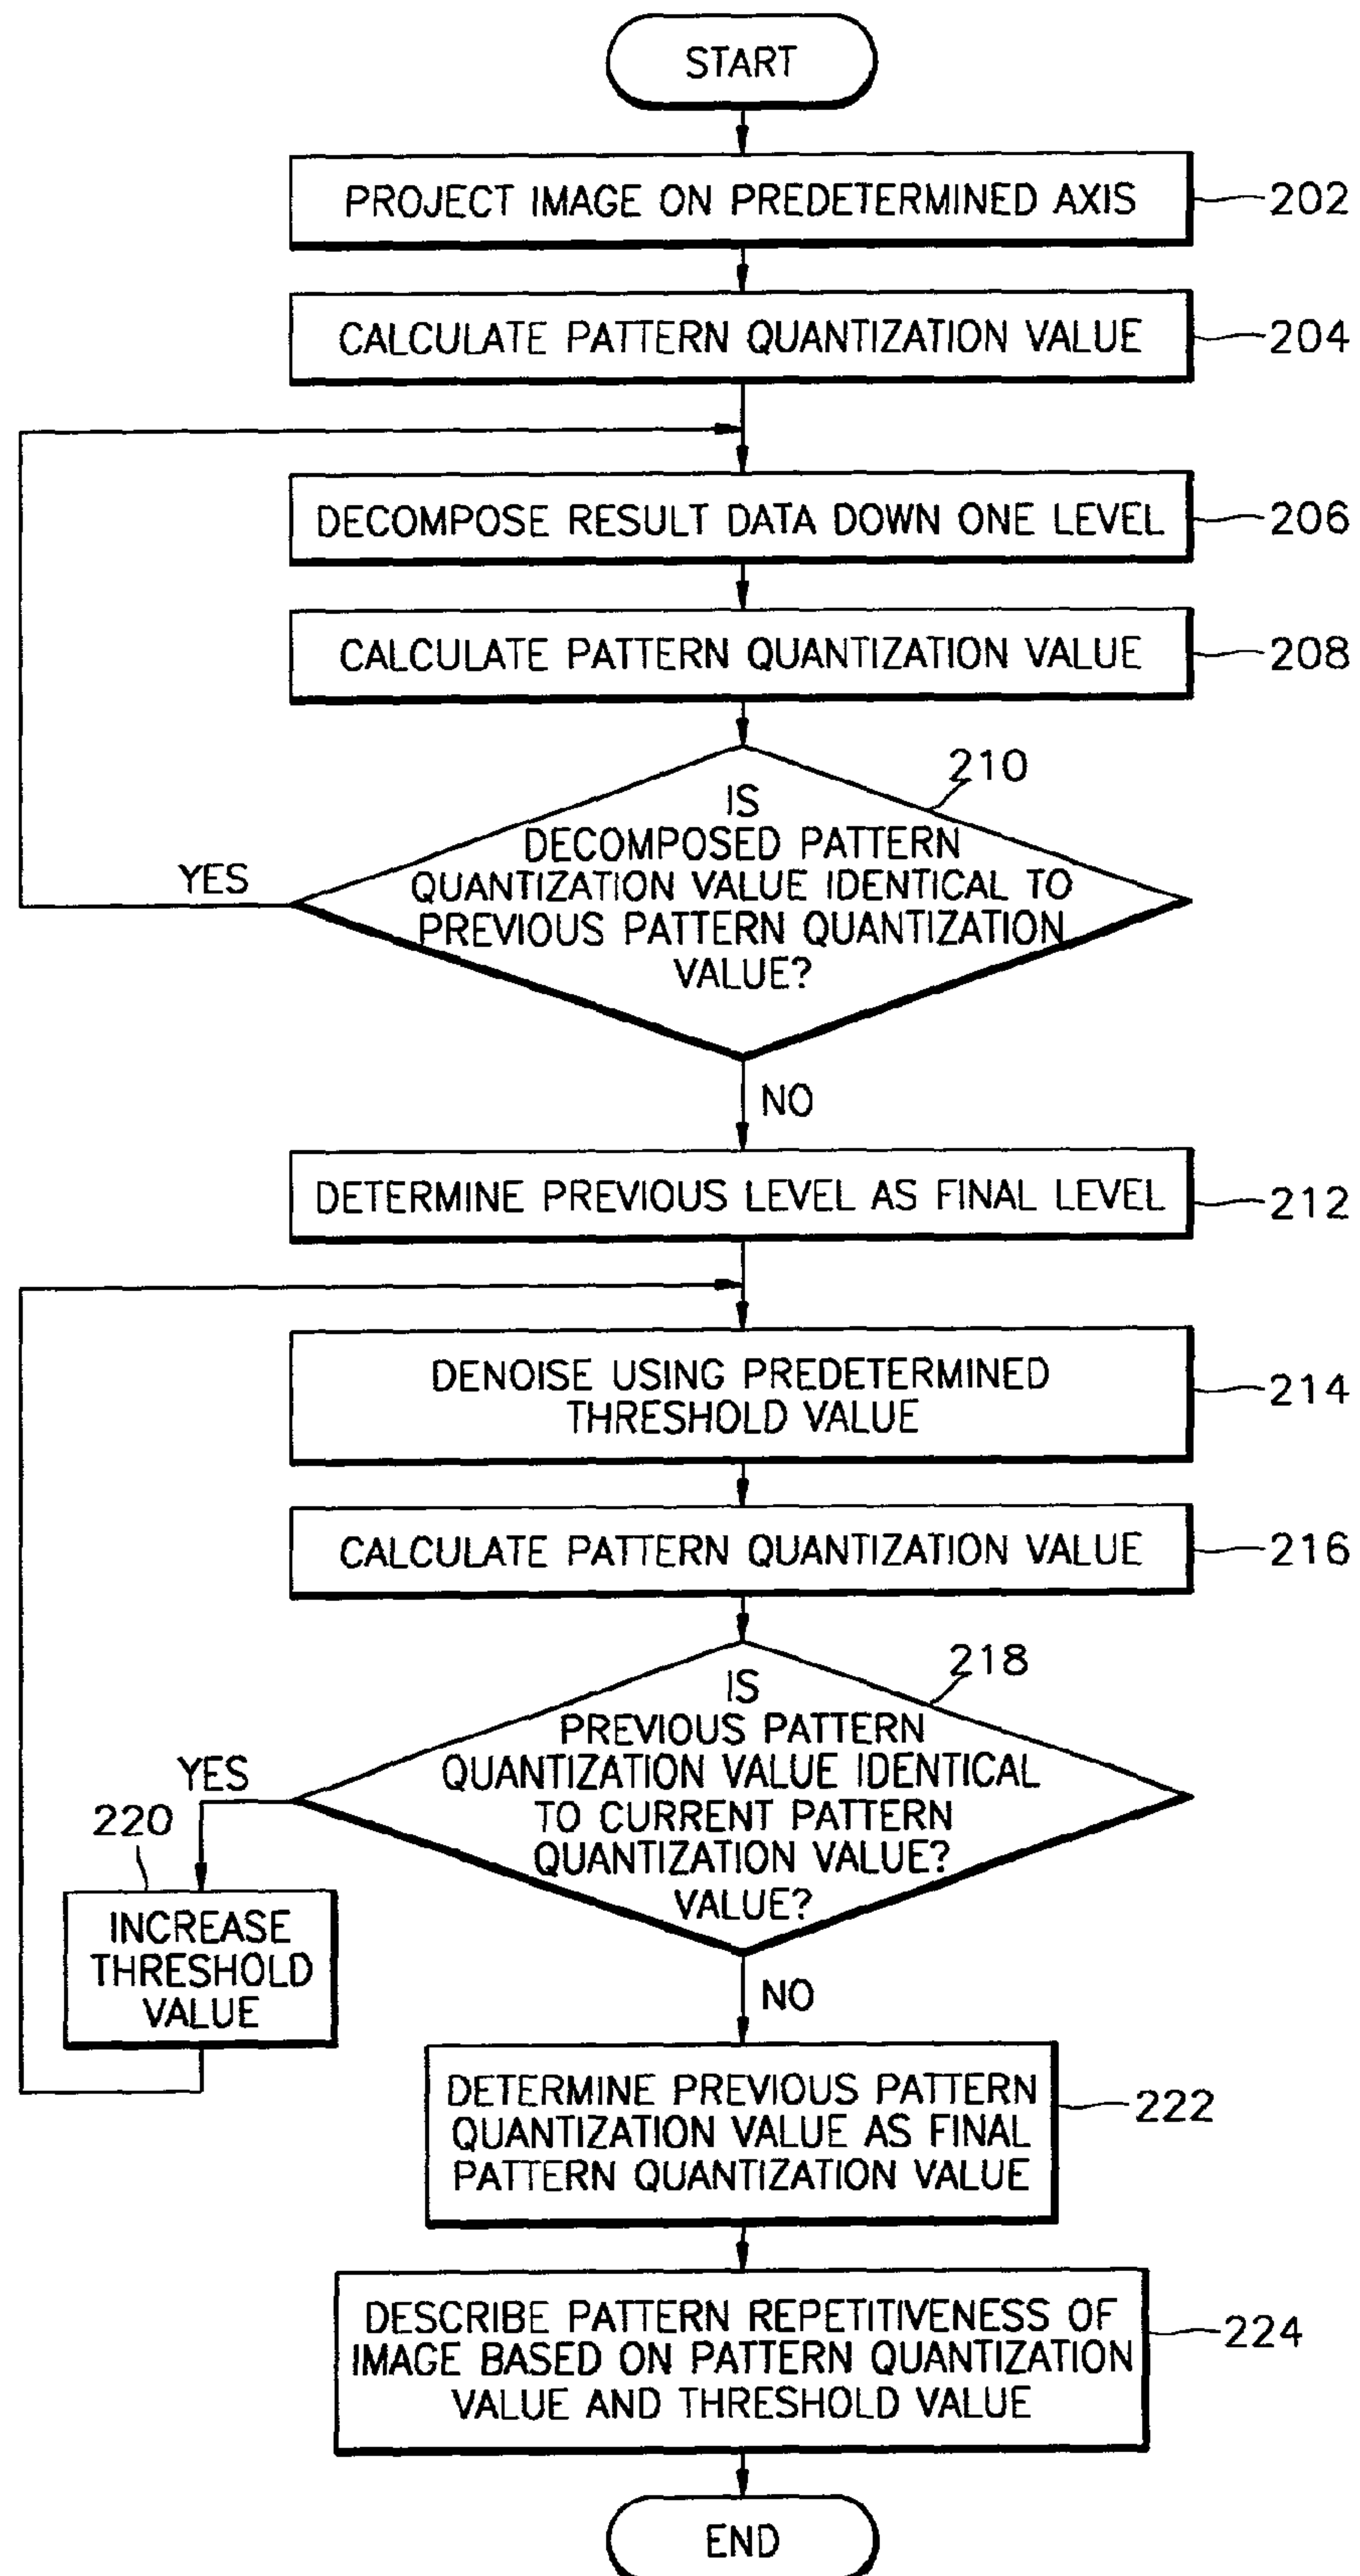 START
PROJECT IMAGE ON PREDETERMINED AXIS
202
CALCULATE PATTERN QUANTIZATION VALUE
204
DECOMPOSE RESULT DATA DOWN ONE LEVEL
206
CALCULATE PATTERN QUANTIZATION VALUE
208
210
IS
DECOMPOSED PATTERN
QUANTIZATION VALUE IDENTICAL TO
PREVIOUS PATTERN QUANTIZATION
VALUE?
YES
NO
DETERMINE PREVIOUS LEVEL AS FINAL LEVEL
212
DENOISE USING PREDETERMINED
THRESHOLD VALUE
214
CALCULATE PATTERN QUANTIZATION VALUE
216
218
IS
PREVIOUS PATTERN
QUANTIZATION VALUE IDENTICAL
TO CURRENT PATTERN
QUANTIZATION VALUE?
VALUE?
YES
220
INCREASE
THRESHOLD
VALUE
NO
DETERMINE PREVIOUS PATTERN
QUANTIZATION VALUE AS FINAL
PATTERN QUANTIZATION VALUE
222
DESCRIBE PATTERN REPETITIVENESS OF
IMAGE BASED ON PATTERN QUANTIZATION
VALUE AND THRESHOLD VALUE
224
END